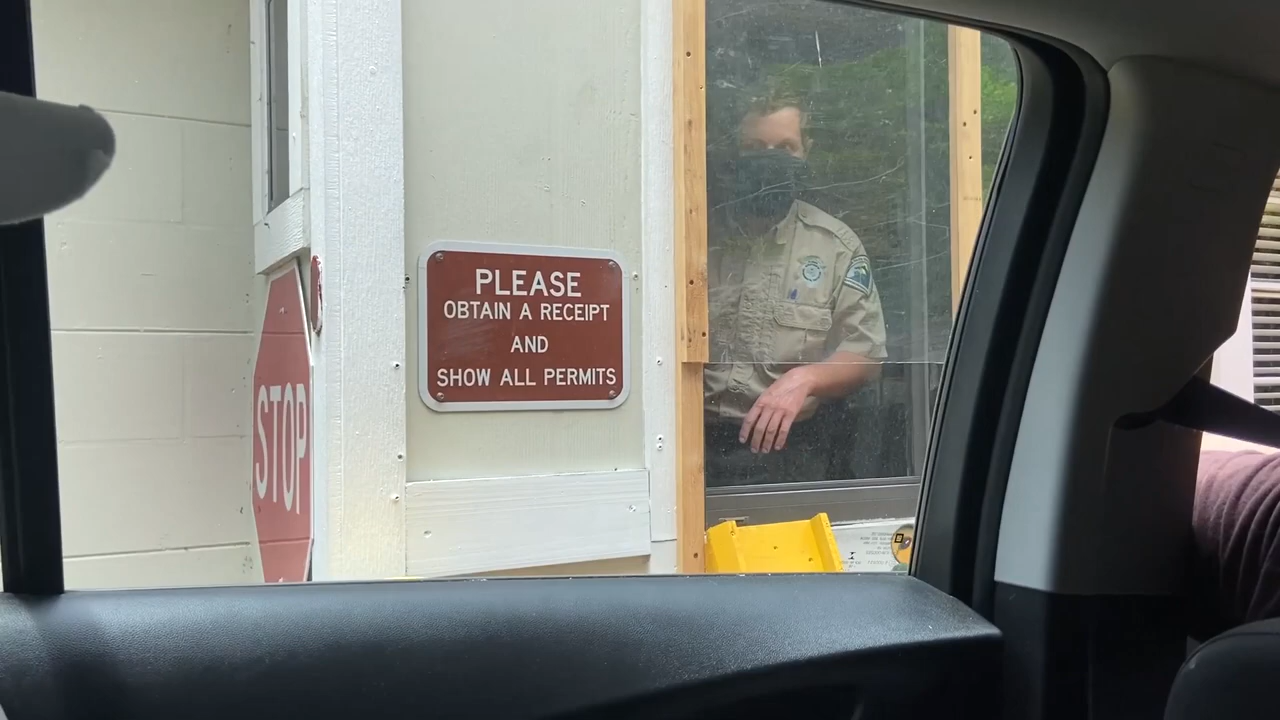 STOP
PLEASE
OBTAIN A RECEIPT
AND
SHOW ALL PERMITS